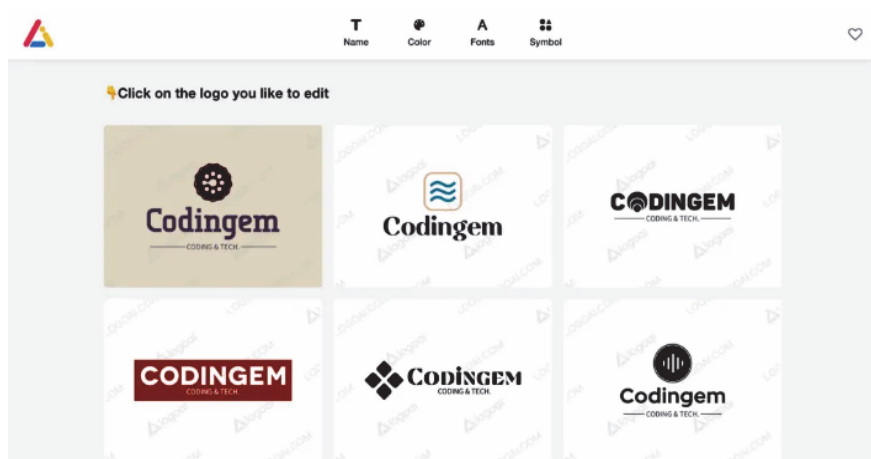 T
Name
Color
A
Fonts
Symbol
👇Click on the logo you like to edit
Codingem
CODING & TECH.
Codingem
CODINGEM
CODING & TECH.
CODINGEM
CODING & TECH
CODINGEM
CODING & TECH.
Codingem
CODING & TECH.